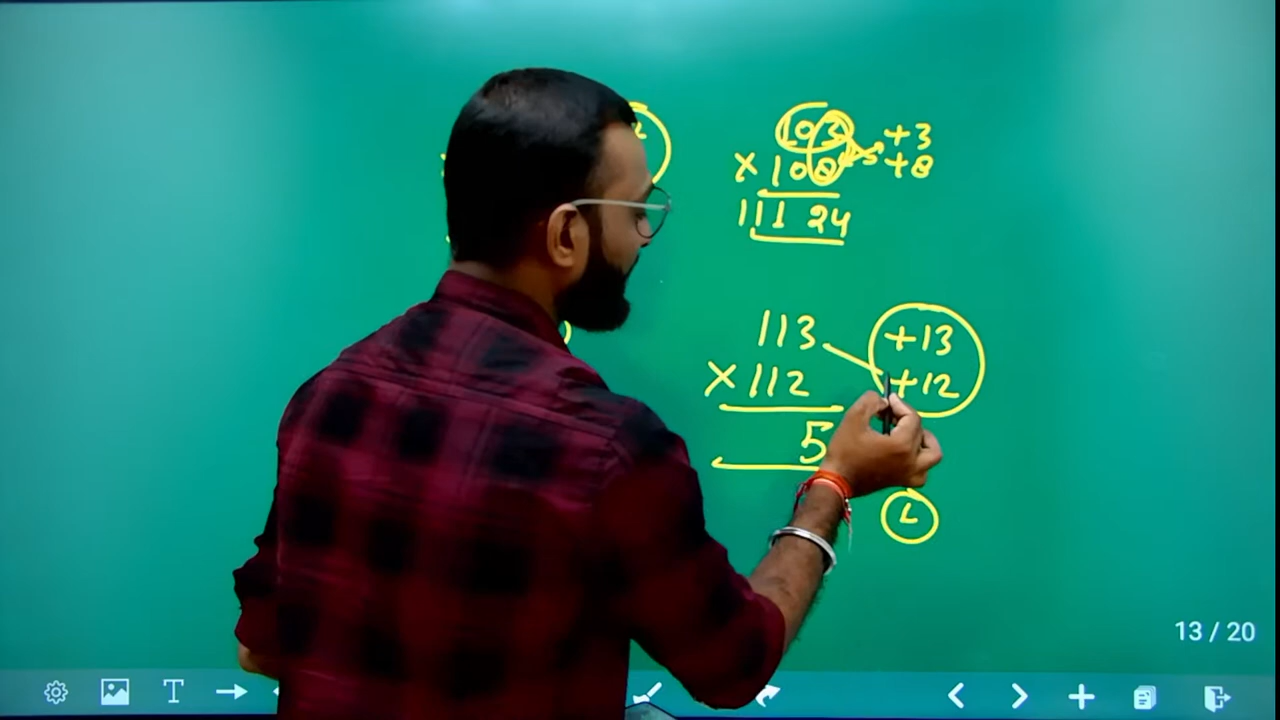 103 +3
×108 +8
11124
113 +13
×112 +12
5
L
13 / 20
T